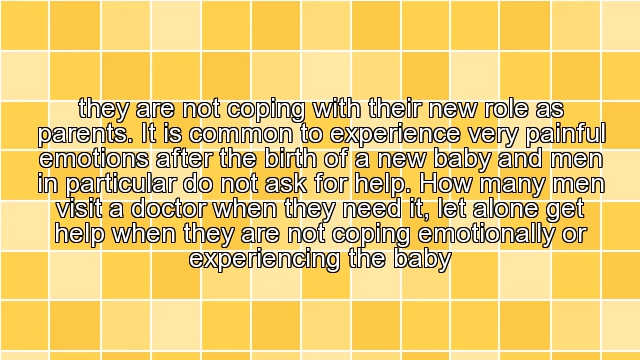 they are not coping with their new role as
parents. It is common to experience very painful
emotions after the birth of a new baby and men
in particular do not ask for help. How many men
visit a doctor when they need it, let alone get
help when they are not coping emotionally or
experiencing the baby